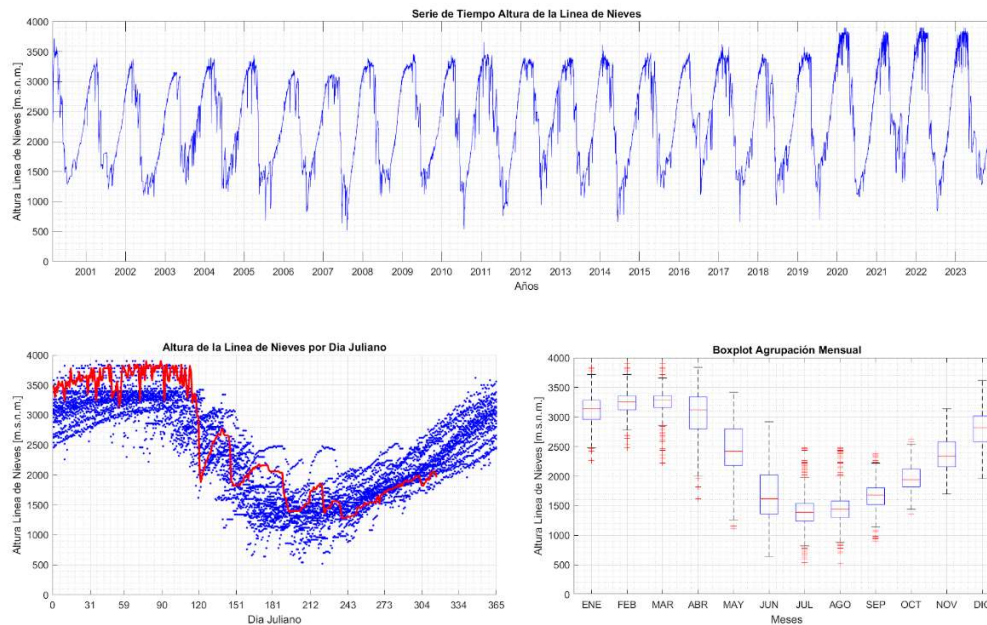 Serie de Tiempo Altura de la Linea de Nieves
Altura Linea de Nieves [m.s.n.m.]
4000
3500
3000
2500
2000
1500
1000
500
0
2001 2002 2003 2004 2005 2006 2007 2008 2009 2010 2011 2012 2013 2014 2015 2016 2017 2018 2019 2020 2021 2022 2023
Años
Altura de la Linea de Nieves por Dia Juliano
Altura Linea de Nieves [m.s.n.m.]
4000
3500
3000
2500
2000
1500
1000
500
0
0 31 59 90 120 151 181 212 243 273 304 334 365
Dia Juliano
Boxplot Agrupación Mensual
Altura Linea de Nieves [m.s.n.m.]
4000
3500
3000
2500
2000
1500
1000
500
0
ENE FEB MAR ABR MAY JUN JUL AGO SEP OCT NOV DIC
Meses